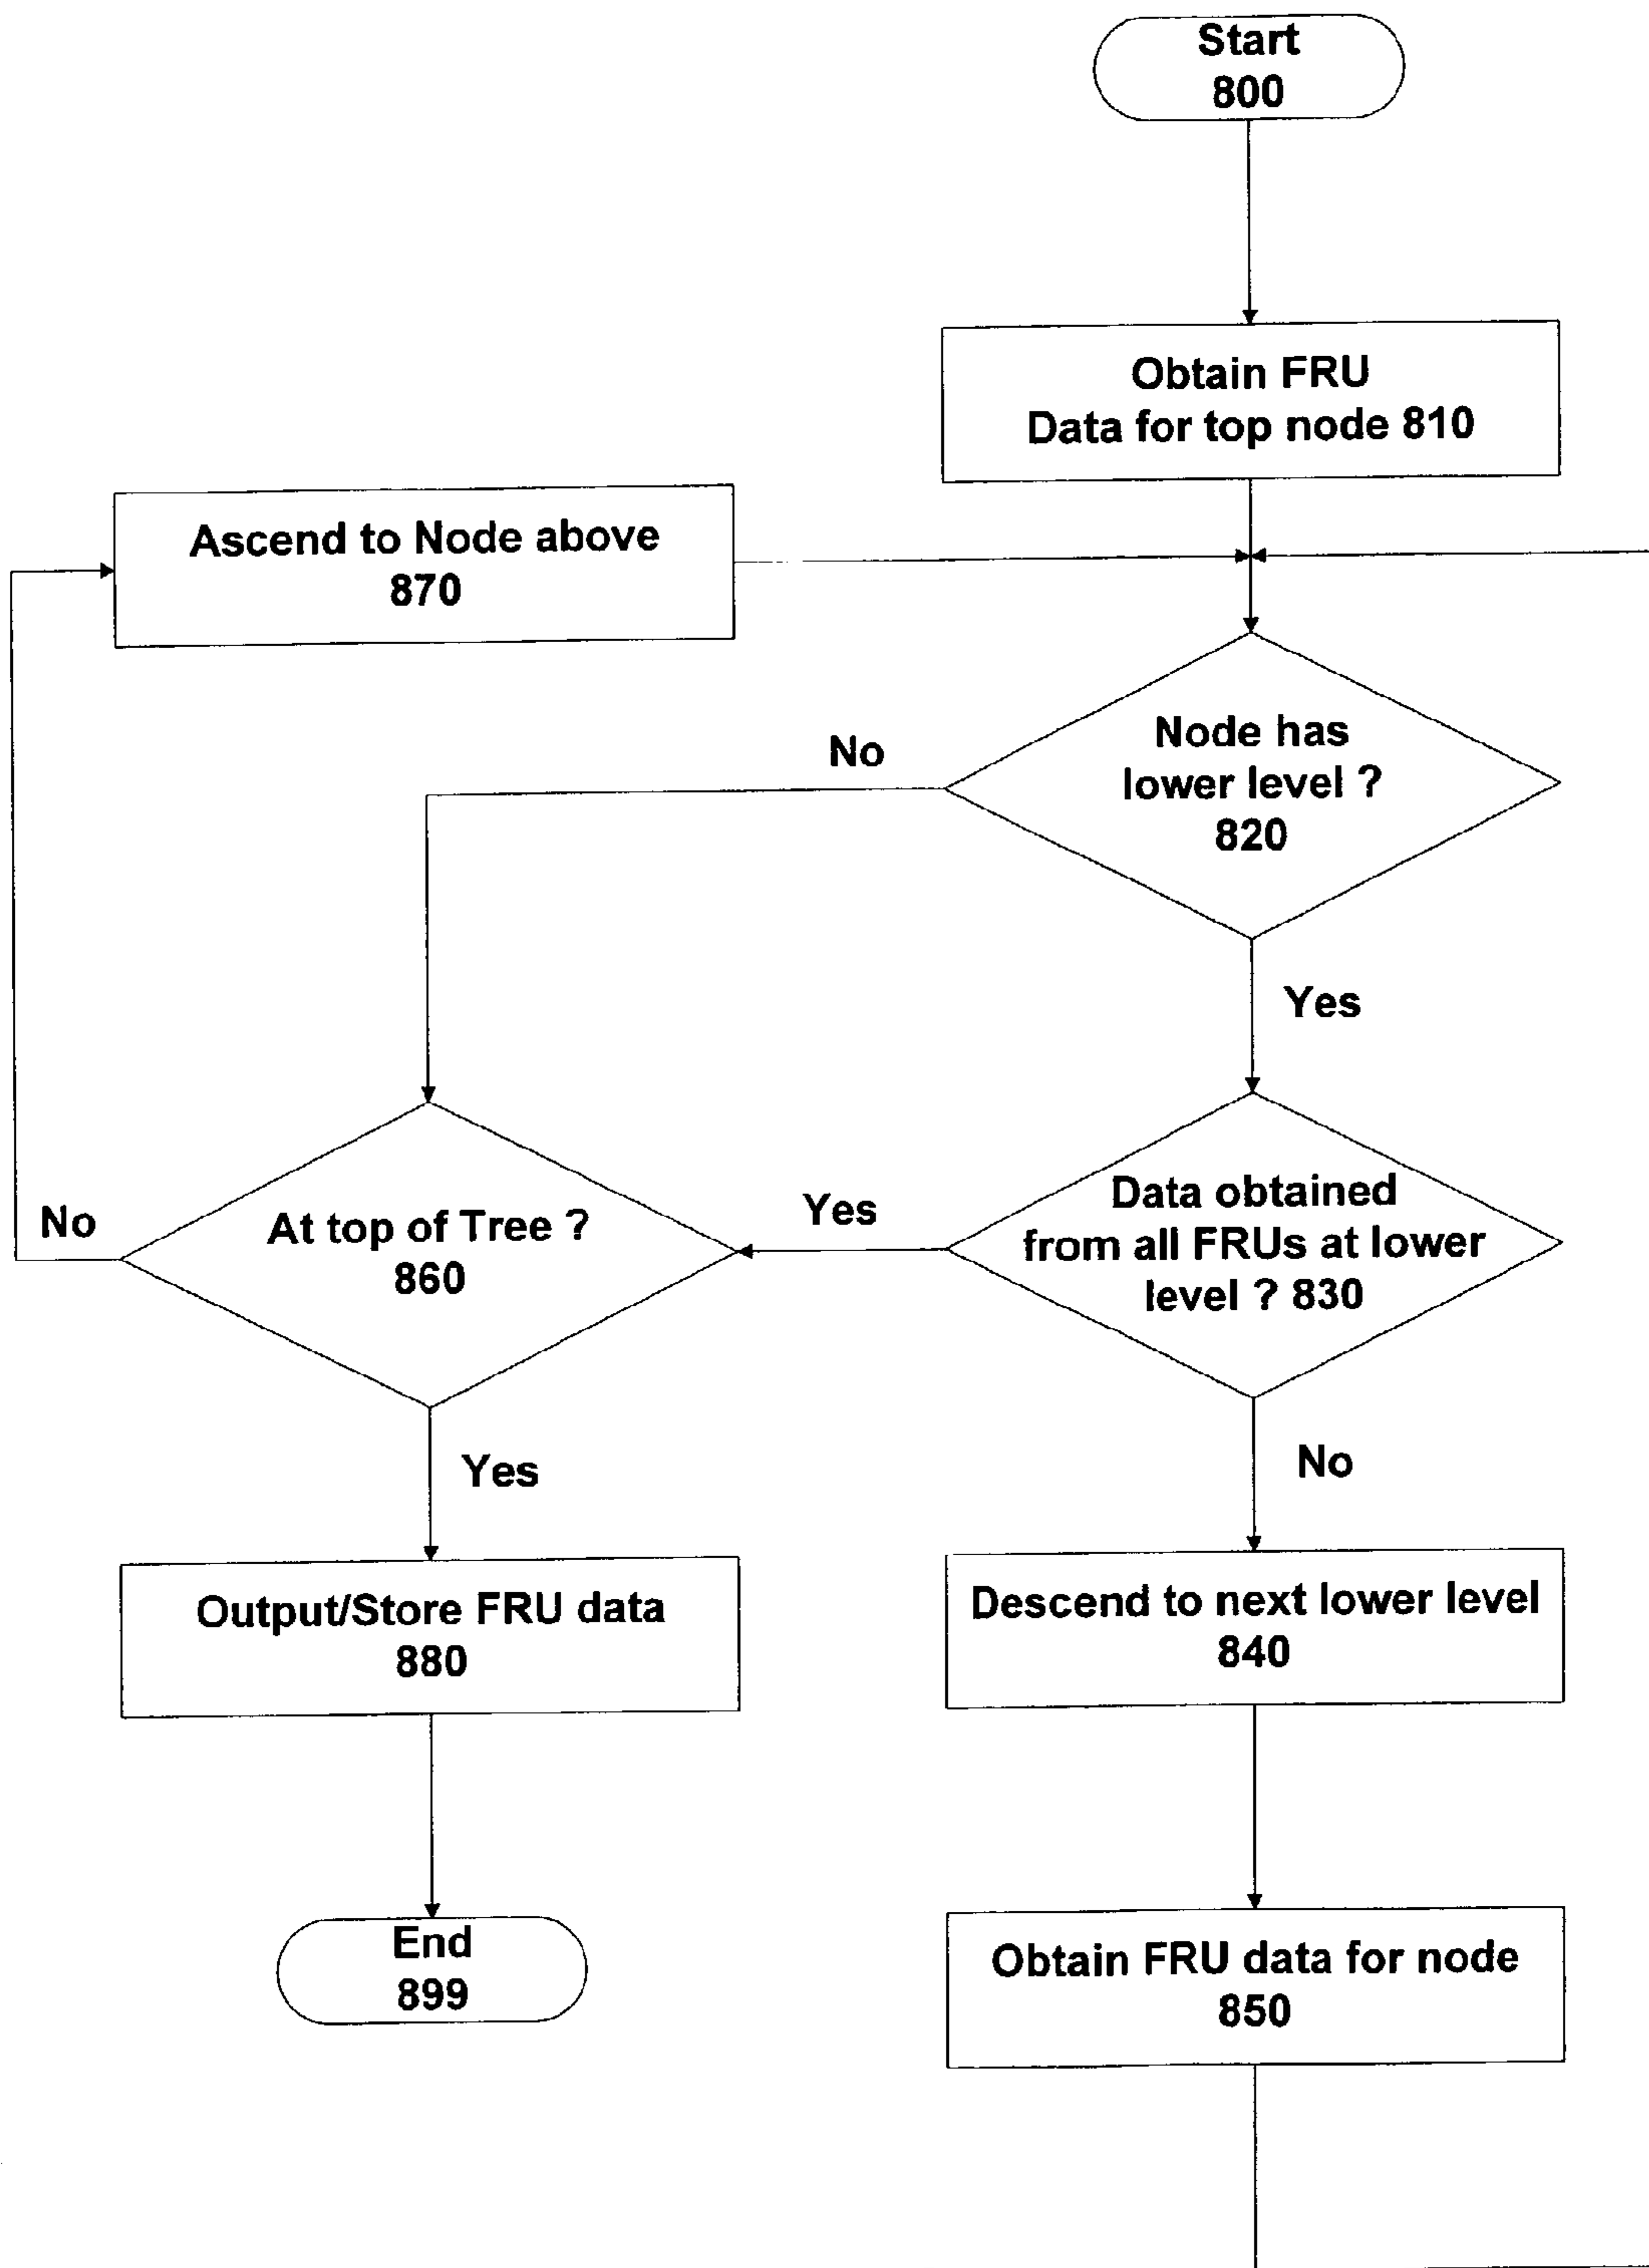 Start
800
Obtain FRU
Data for top node 810
Ascend to Node above
870
Node has
lower level ?
820
No
Yes
Data obtained
from all FRUs at lower
level ? 830
Yes
At top of Tree ?
860
No
Yes
No
Output/Store FRU data
880
Descend to next lower level
840
End
899
Obtain FRU data for node
850